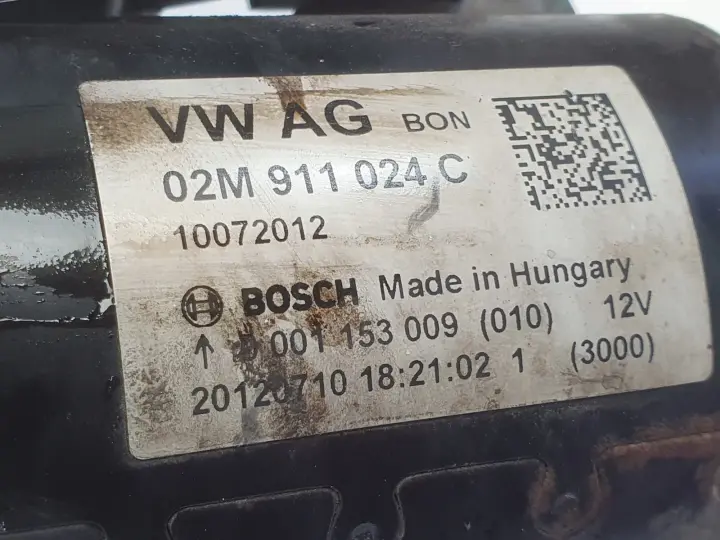 VW AG BON
02M 911 024 C
10072012
BOSCH Made in Hungary
↑ 0 001 153 009 (010) 12V
20120710 18:21:02 1 (3000)